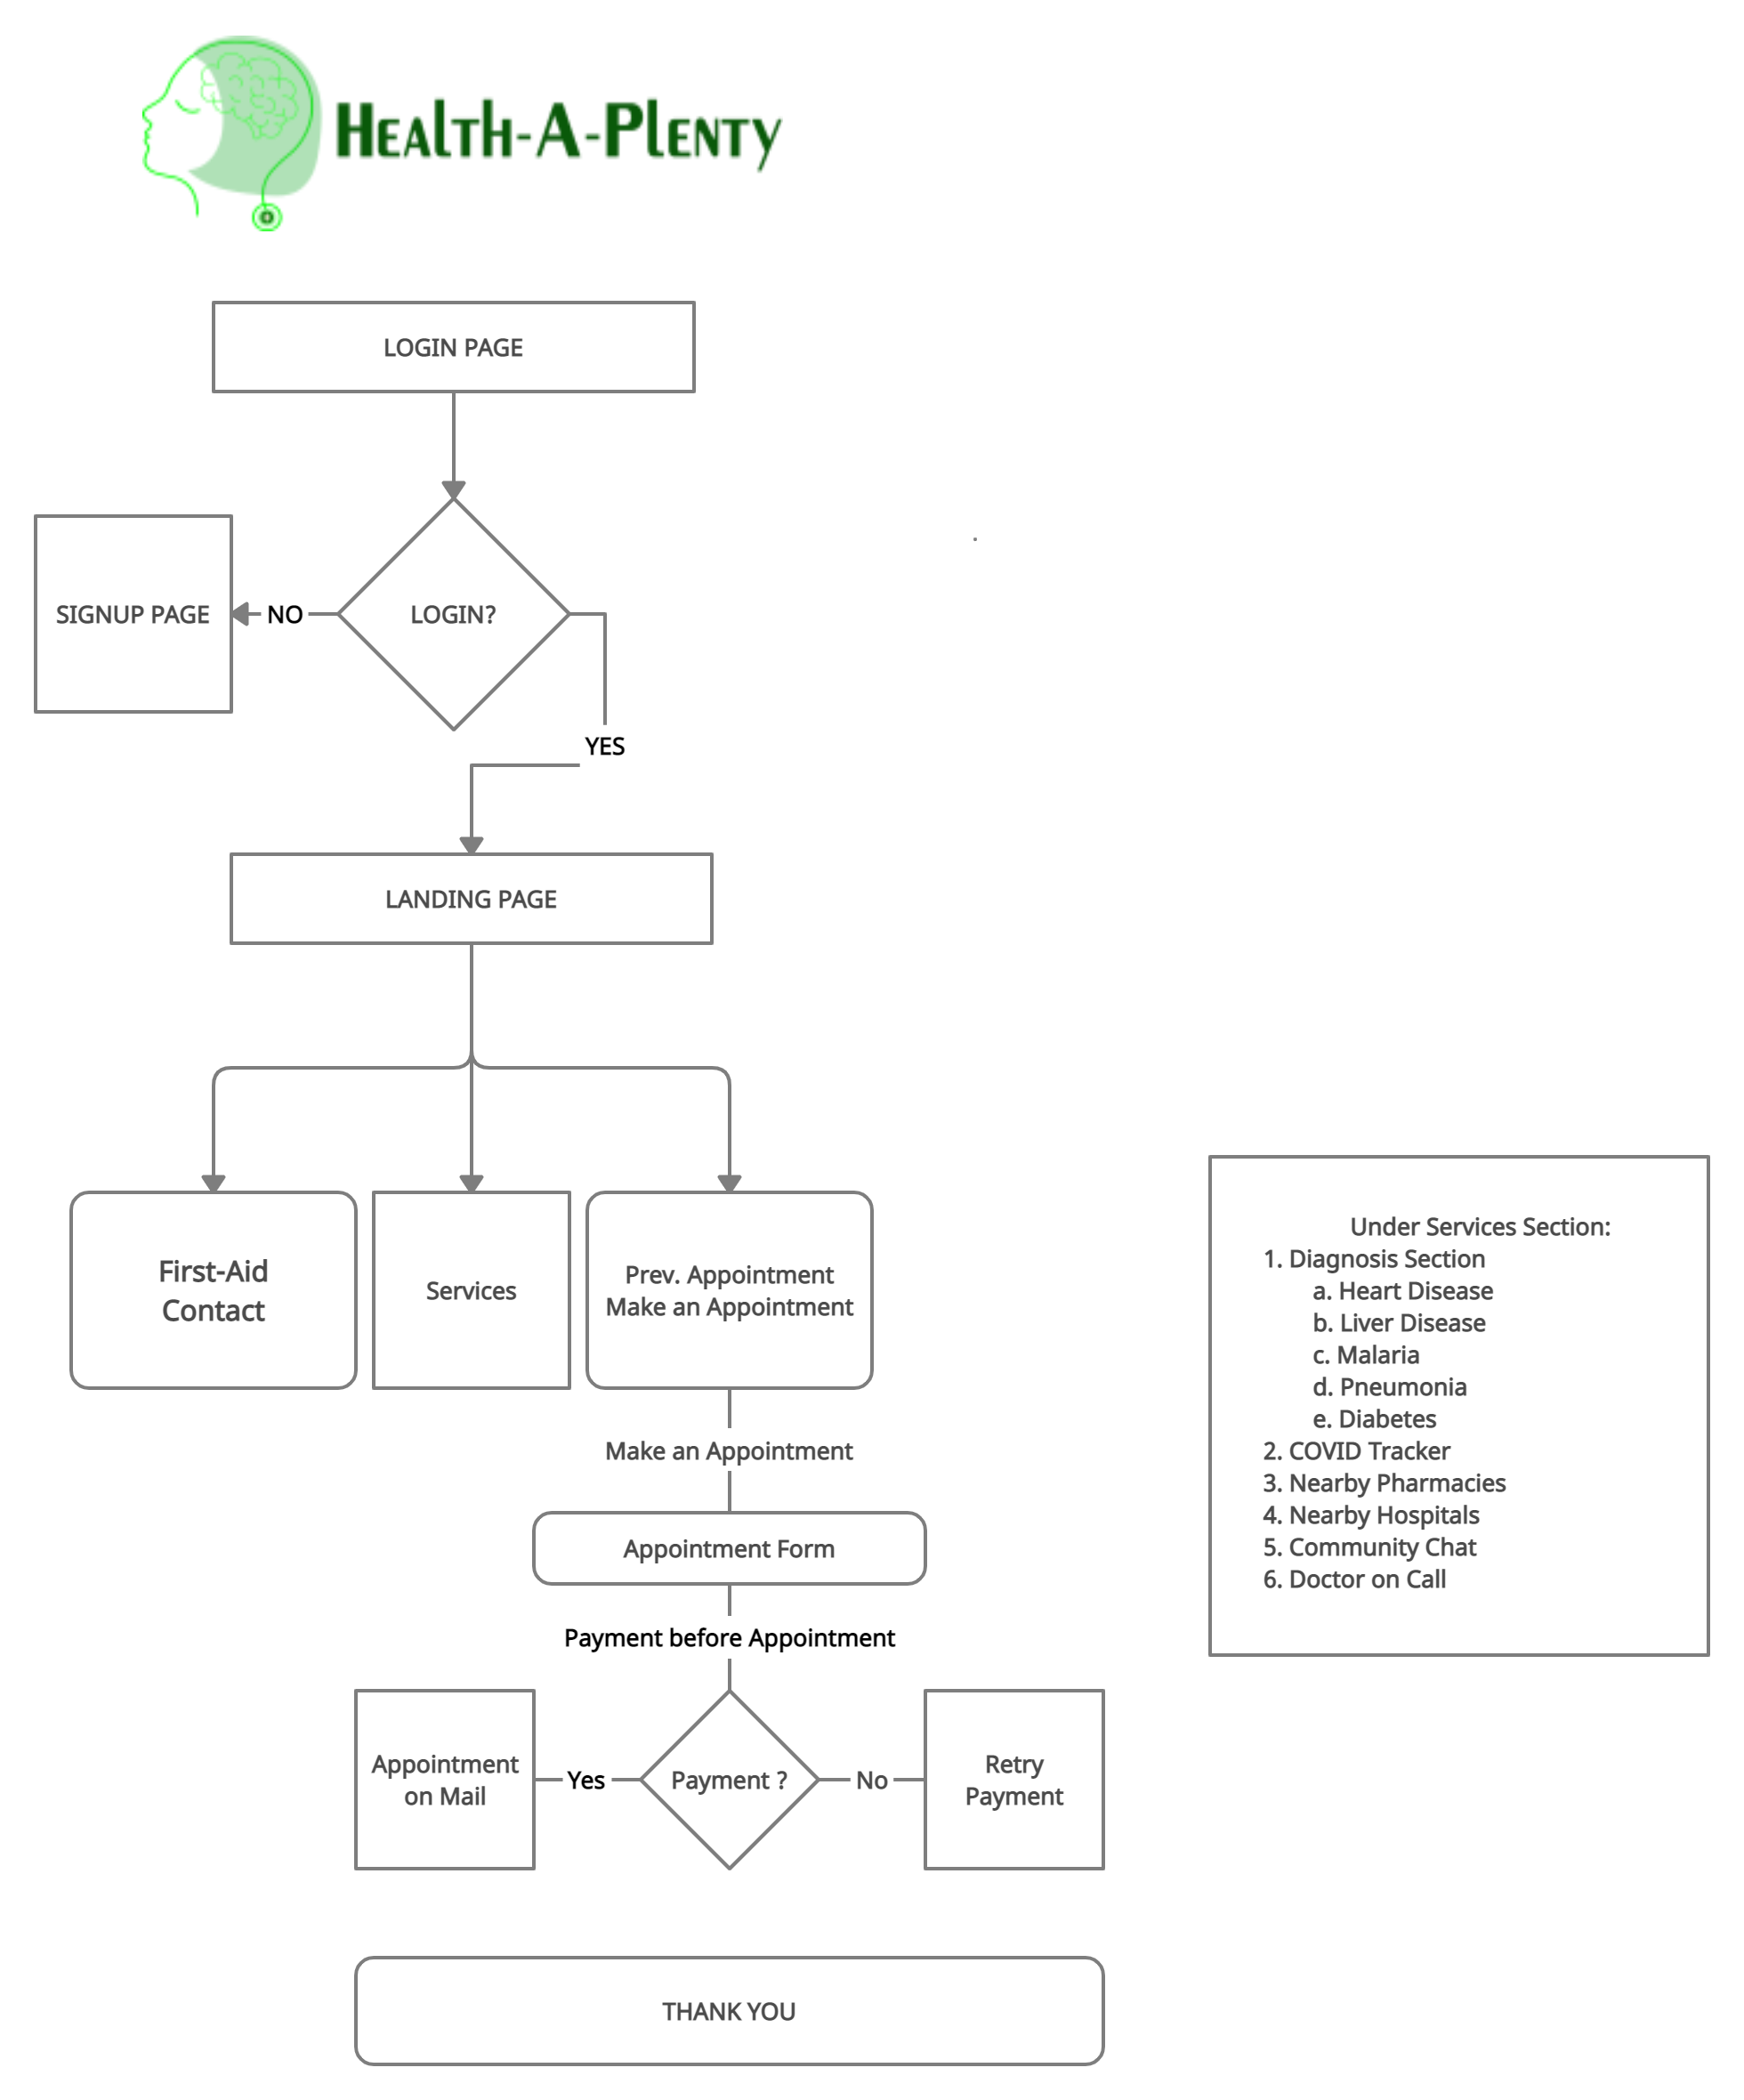 HEALTH-A-PLENTY
LOGIN PAGE
SIGNUP PAGE
NO
LOGIN?
YES
LANDING PAGE
First-Aid
Contact
Services
Prev. Appointment
Make an Appointment
Make an Appointment
Appointment Form
Payment before Appointment
Appointment
on Mail
Yes
Payment ?
No
Retry
Payment
THANK YOU
Under Services Section:
1. Diagnosis Section
a. Heart Disease
b. Liver Disease
c. Malaria
d. Pneumonia
e. Diabetes
2. COVID Tracker
3. Nearby Pharmacies
4. Nearby Hospitals
5. Community Chat
6. Doctor on Call